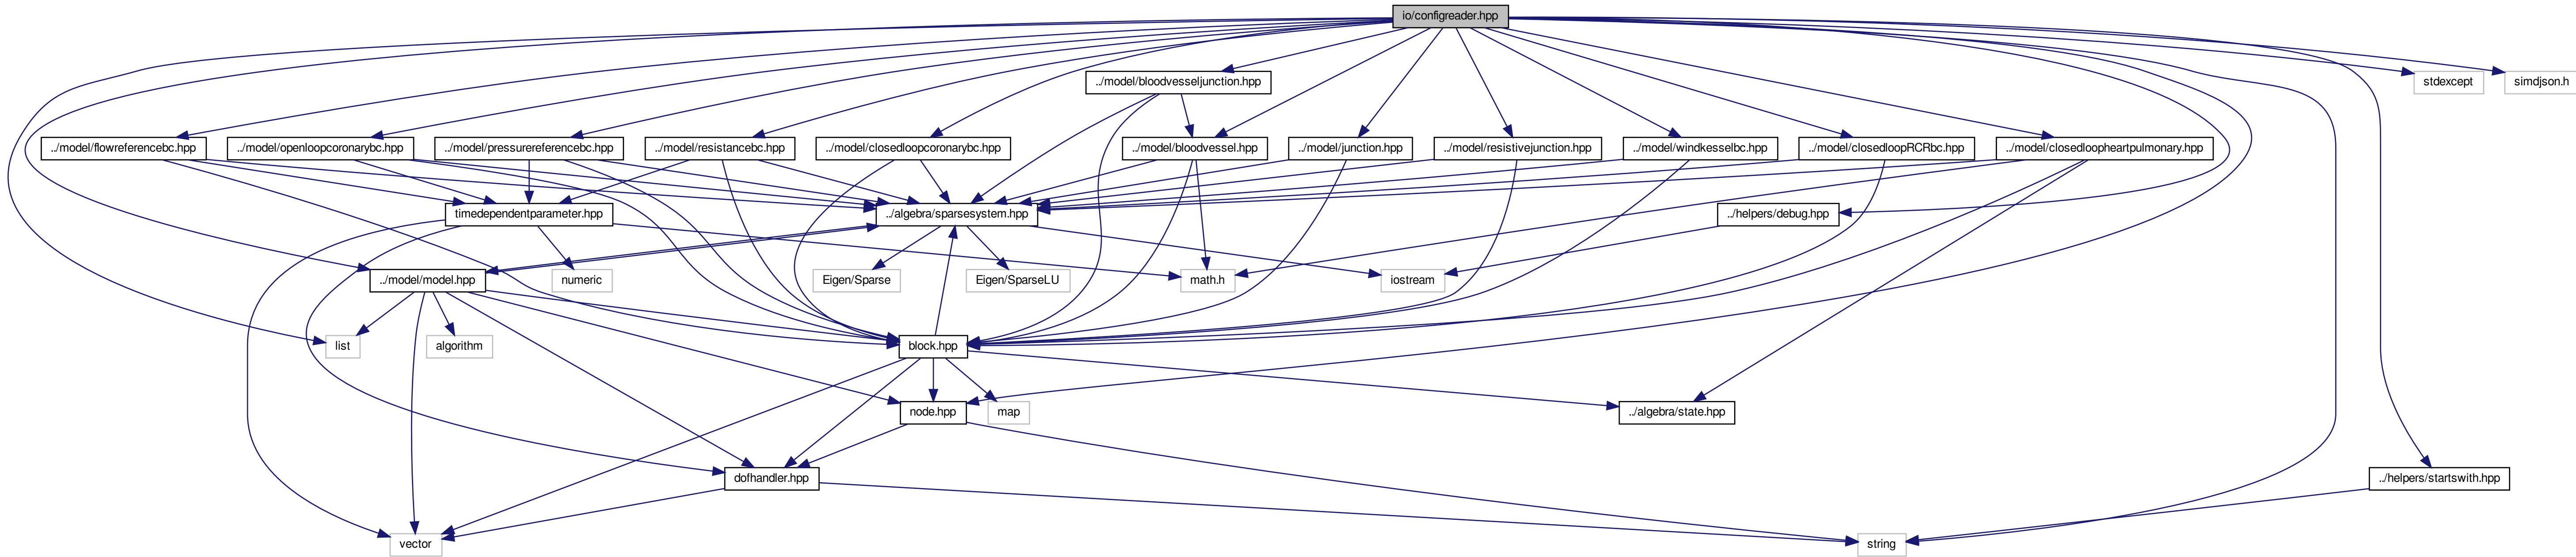 io/configreader.hpp
../model/bloodvesseljunction.hpp
stdexcept
simdjson.h
../model/flowreferencebc.hpp
../model/openloopcoronarybc.hpp
../model/pressurereferencebc.hpp
../model/resistancebc.hpp
../model/closedloopcoronarybc.hpp
../model/bloodvessel.hpp
../model/junction.hpp
../model/resistivejunction.hpp
../model/windkesselbc.hpp
../model/closedloopRCRbc.hpp
../model/closedloopheartpulmonary.hpp
timedependentparameter.hpp
../algebra/sparsesystem.hpp
../helpers/debug.hpp
../model/model.hpp
numeric
Eigen/Sparse
Eigen/SparseLU
math.h
iostream
list
algorithm
block.hpp
node.hpp
map
../algebra/state.hpp
dofhandler.hpp
../helpers/startswith.hpp
vector
string